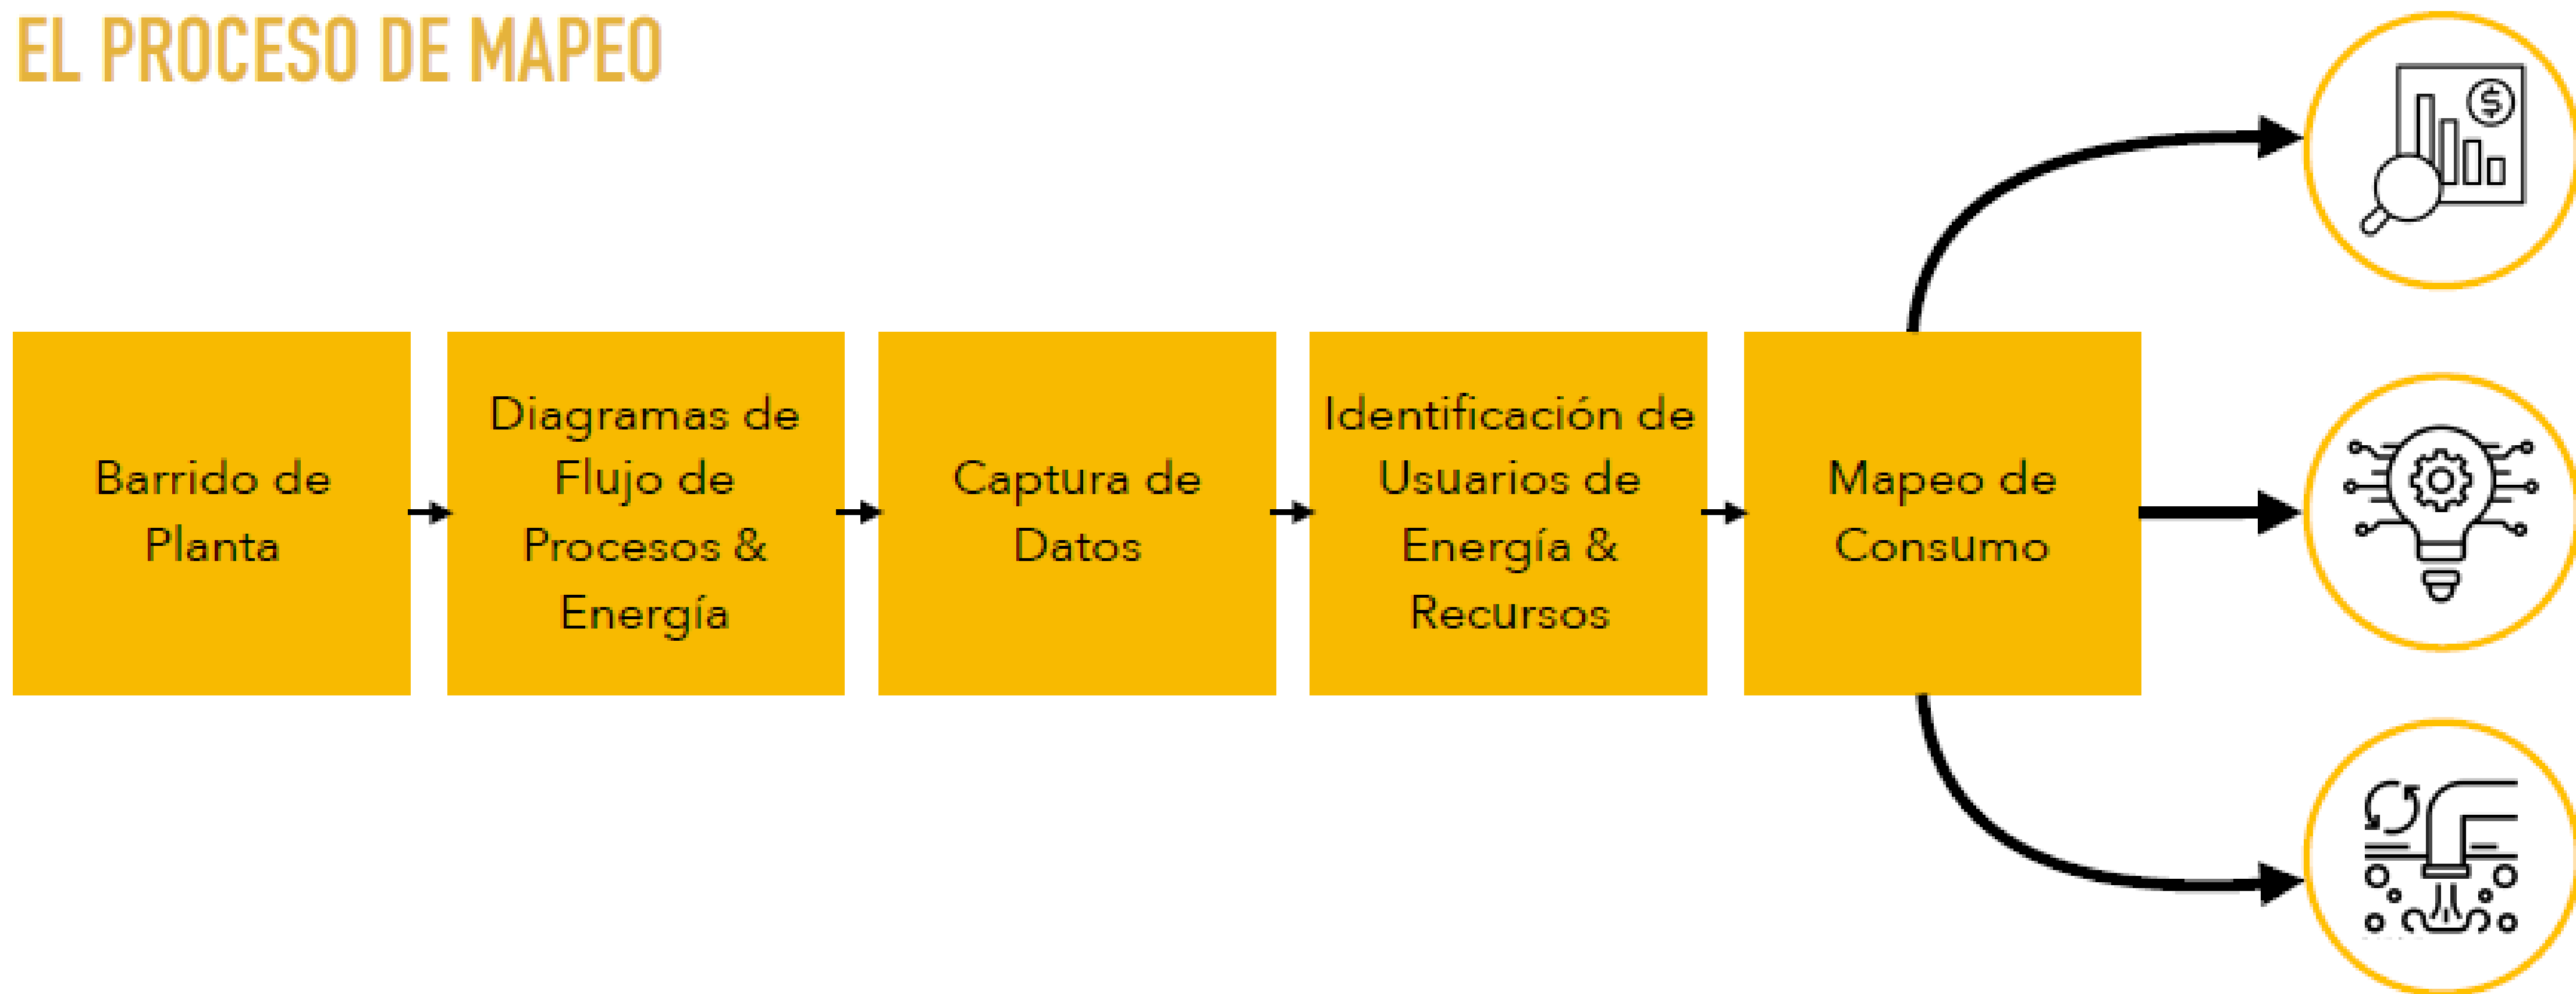 EL PROCESO DE MAPEO
$
Barrido de
Planta
Diagramas de
Flujo de
Procesos &
Energía
Captura de
Datos
Identificación de
Usuarios de
Energía &
Recursos
Mapeo de
Consumo